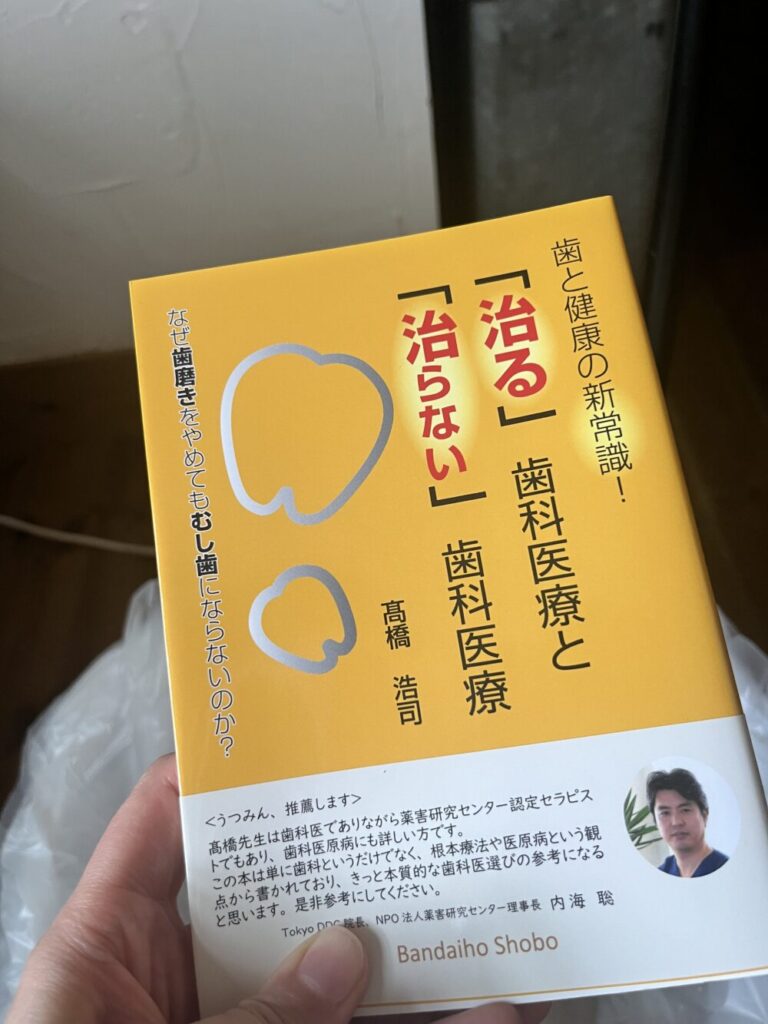 歯と健康の新常識！
「治る」歯科医療と
「治らない」歯科医療
髙橋 浩司
なぜ歯磨きをやめてもむし歯にならないのか？
<うつみん、推薦します>
髙橋先生は歯科医でありながら薬害研究センター認定セラピス
トでもあり、歯科医原病にも詳しい方です。
この本は単に歯科というだけでなく、根本療法や医原病という観
点から書かれており、きっと本質的な歯科医選びの参考になる
と思います。是非参考にしてください。
Tokyo DDC 院長、NPO法人薬害研究センター理事長 内海 聡
Bandaiho Shobo